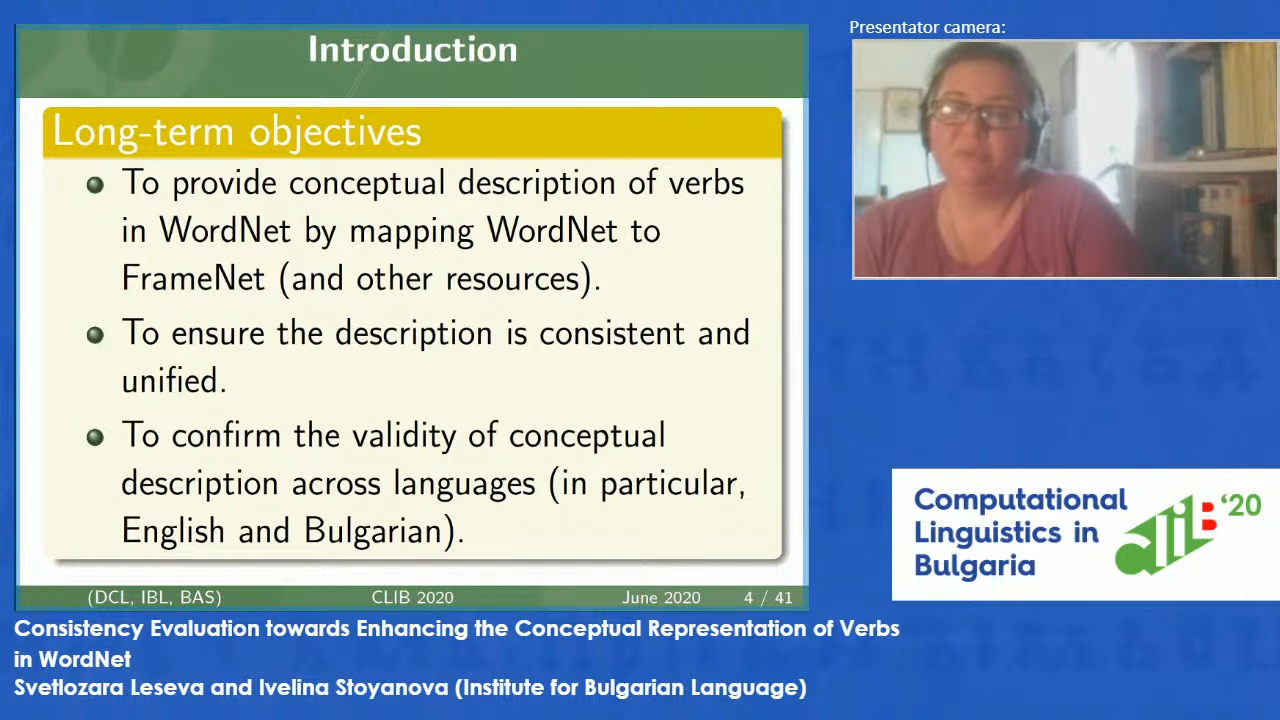 Introduction
Long-term objectives
To provide conceptual description of verbs
in WordNet by mapping WordNet to
FrameNet (and other resources).
To ensure the description is consistent and
unified.
To confirm the validity of conceptual
description across languages (in particular,
English and Bulgarian).
(DCL, IBL, BAS) CLIB 2020 June 2020 4 / 41
Presentator camera:
Computational
Linguistics in
Bulgaria
CLIB '20
Consistency Evaluation towards Enhancing the Conceptual Representation of Verbs
in WordNet
Svetlozara Leseva and Ivelina Stoyanova (Institute for Bulgarian Language)